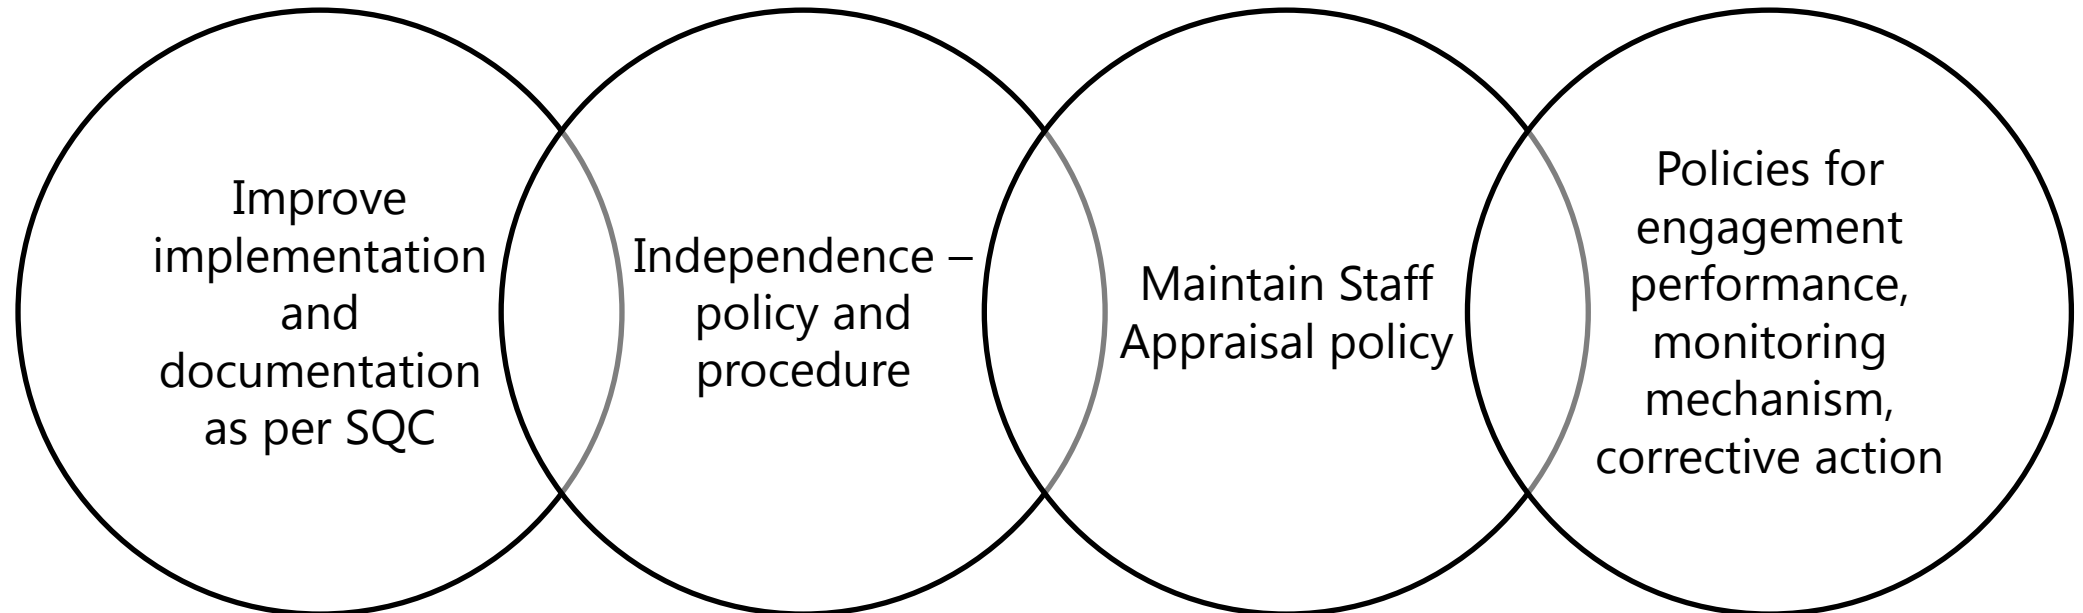 Improve
implementation
and
documentation
as per SQC
Independence –
policy and
procedure
Maintain Staff
Appraisal policy
Policies for
engagement
performance,
monitoring
mechanism,
corrective action